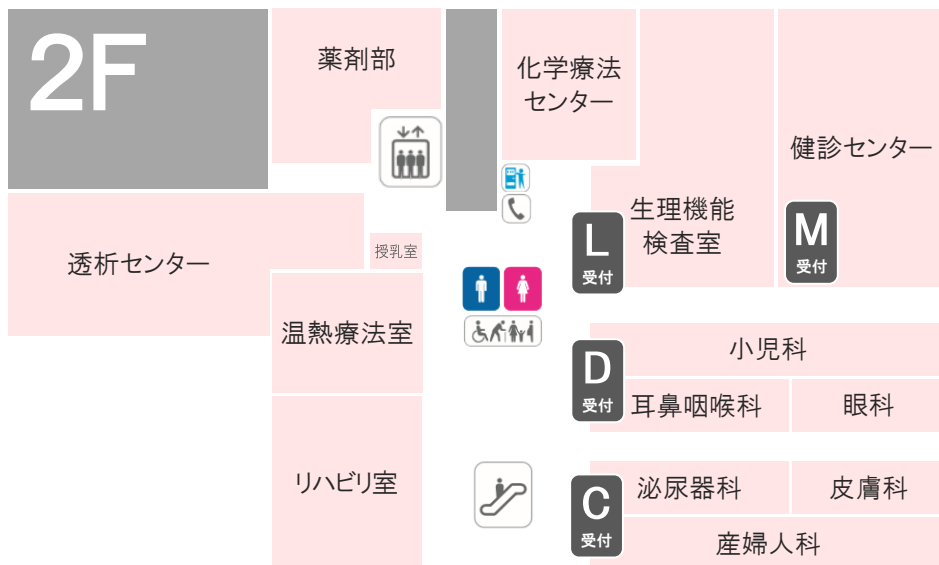 2F
薬剤部
化学療法
センター
健診センター
生理機能
検査室
L
受付
M
受付
透析センター
授乳室
温熱療法室
小児科
D
受付
耳鼻咽喉科
眼科
リハビリ室
C
受付
泌尿器科
皮膚科
産婦人科